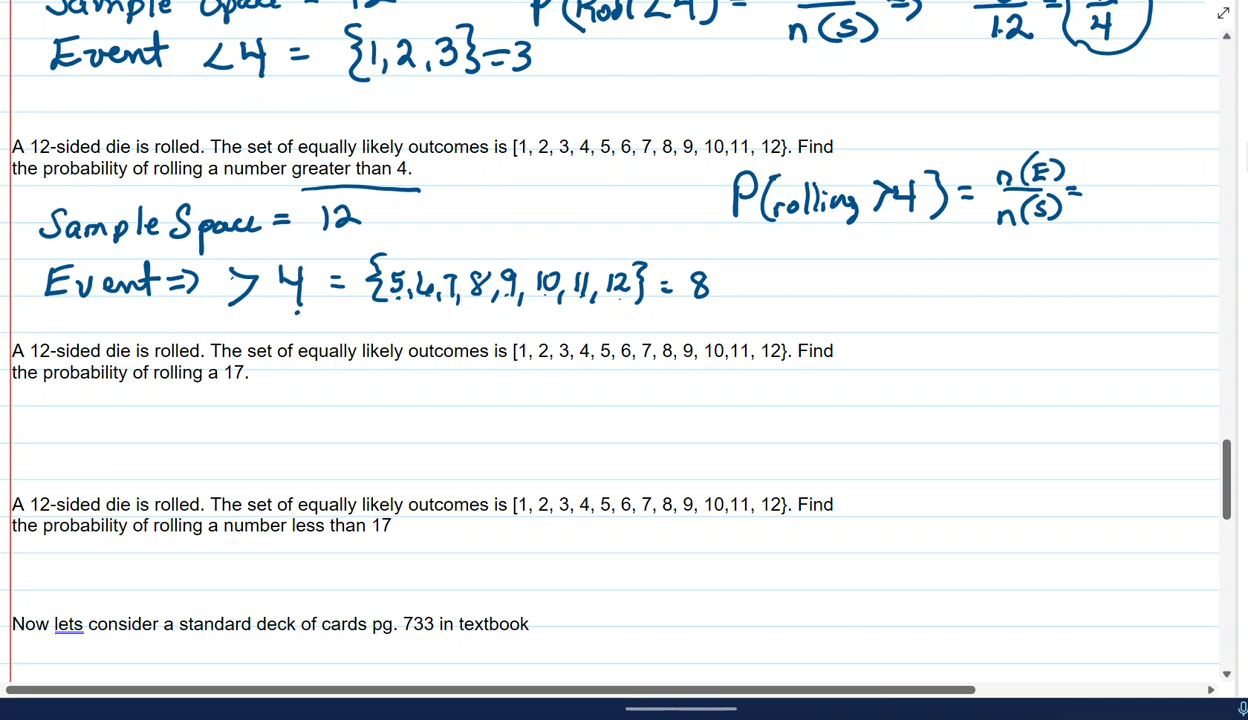 Sample Space = 12
P(Roll < 4) = n(S) => 12 = 4
Event < 4 = {1, 2, 3} = 3
A 12-sided die is rolled. The set of equally likely outcomes is [1, 2, 3, 4, 5, 6, 7, 8, 9, 10,11, 12}. Find
the probability of rolling a number greater than 4.
P(rolling > 4) = n(E)/n(S) =
Sample Space = 12
Event => > 4 = {5, 6, 7, 8, 9, 10, 11, 12} = 8
A 12-sided die is rolled. The set of equally likely outcomes is [1, 2, 3, 4, 5, 6, 7, 8, 9, 10,11, 12}. Find
the probability of rolling a 17.
A 12-sided die is rolled. The set of equally likely outcomes is [1, 2, 3, 4, 5, 6, 7, 8, 9, 10,11, 12}. Find
the probability of rolling a number less than 17
Now lets consider a standard deck of cards pg. 733 in textbook